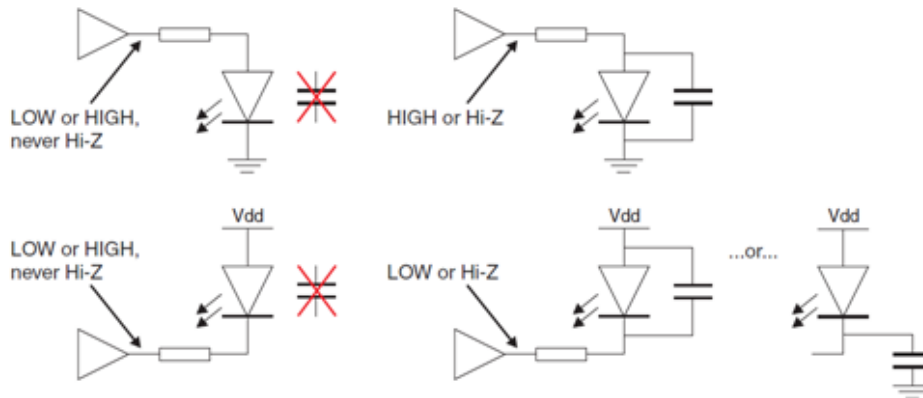 LOW or HIGH,
never Hi-Z
HIGH or Hi-Z
Vdd
LOW or HIGH,
never Hi-Z
Vdd
LOW or Hi-Z
...or...
Vdd